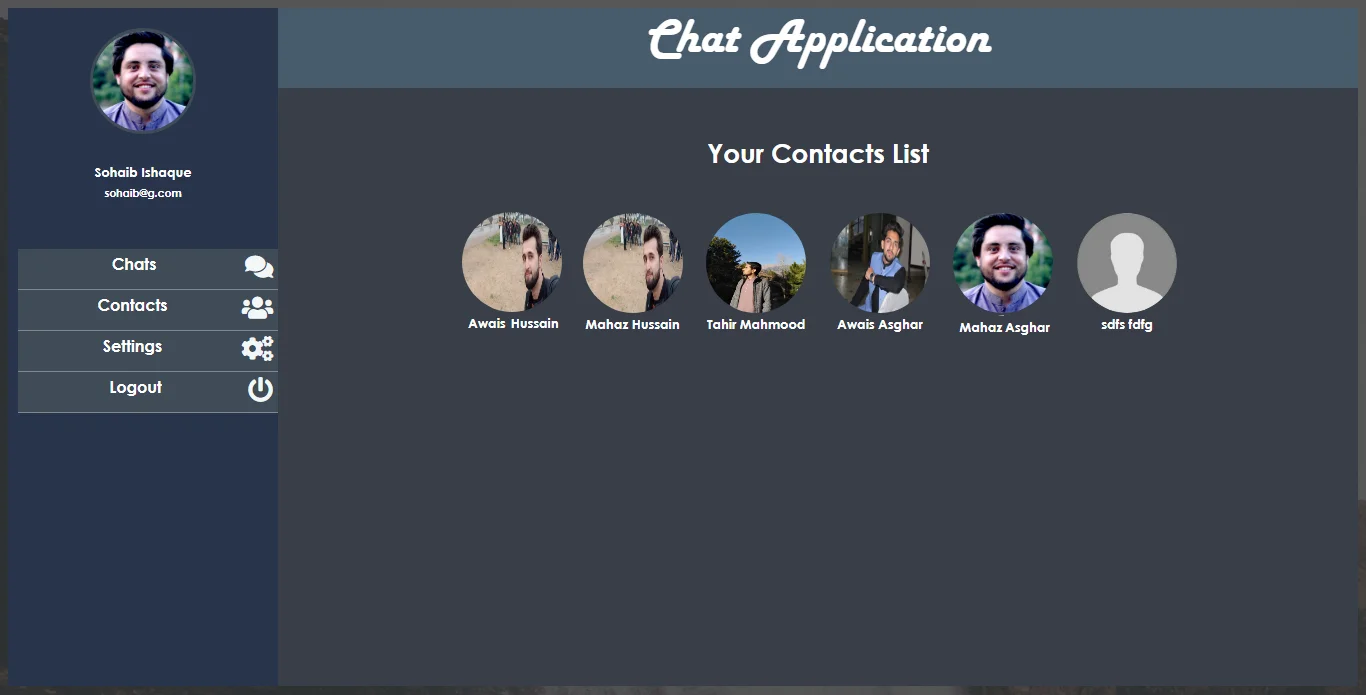 Chat Application
Sohaib Ishaque
sohaib@g.com
Chats
Contacts
Settings
Logout
Your Contacts List
Awais Hussain
Mahaz Hussain
Tahir Mahmood
Awais Asghar
Mahaz Asghar
sdfs fdfg